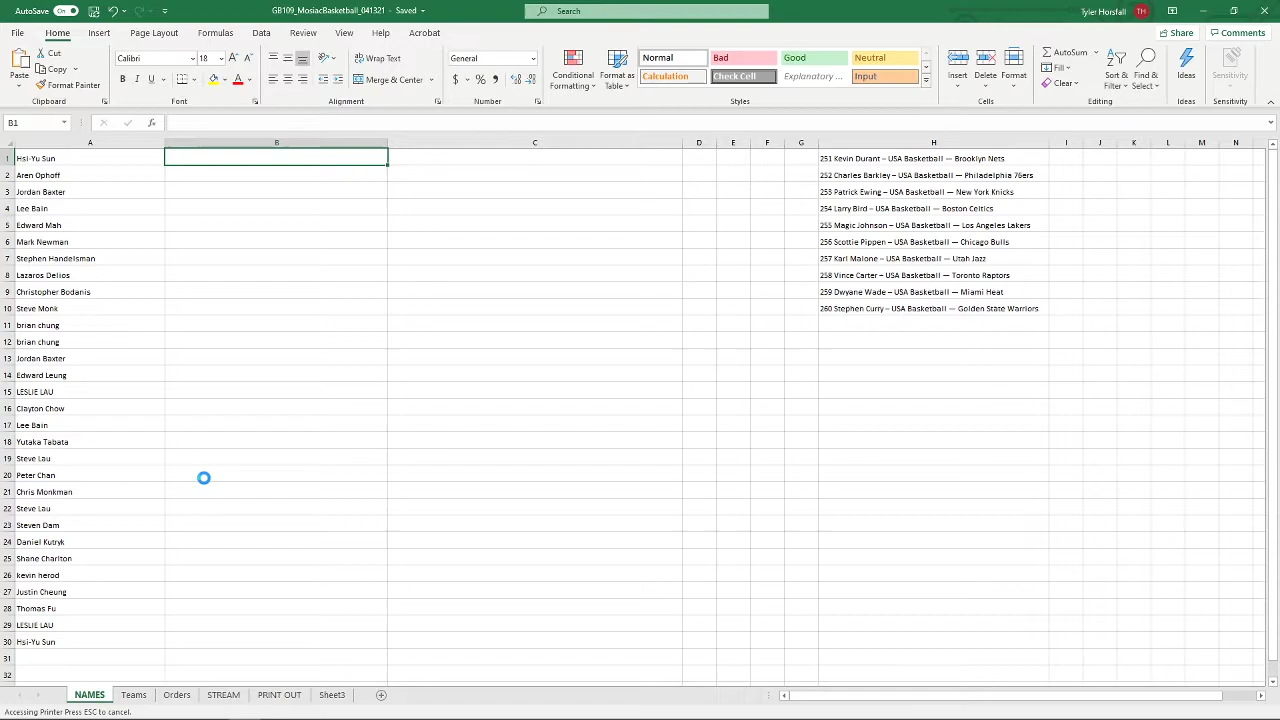 AutoSave On GB109_MosiacBasketball_041321 - Saved Search Tyler Horsfall TH
File Home Insert Page Layout Formulas Data Review View Help Acrobat Share Comments
Paste Cut Copy Format Painter Clipboard
Calibri 18 B I U Font
Wrap Text Merge & Center Alignment
General $ % Number
Conditional Formatting Format as Table
Normal Bad Good Neutral
Calculation Check Cell Explanatory ... Input
Styles
Insert Delete Format Cells
AutoSum Fill Clear Sort & Filter Find & Select Editing
Ideas Ideas
Sensitivity Sensitivity
B1 fx
A B C D E F G H I J K L M N
1 Hsi-Yu Sun 251 Kevin Durant – USA Basketball — Brooklyn Nets
2 Aren Ophoff 252 Charles Barkley – USA Basketball — Philadelphia 76ers
3 Jordan Baxter 253 Patrick Ewing – USA Basketball — New York Knicks
4 Lee Bain 254 Larry Bird – USA Basketball — Boston Celtics
5 Edward Mah 255 Magic Johnson – USA Basketball — Los Angeles Lakers
6 Mark Newman 256 Scottie Pippen – USA Basketball — Chicago Bulls
7 Stephen Handelsman 257 Karl Malone – USA Basketball — Utah Jazz
8 Lazaros Delios 258 Vince Carter – USA Basketball — Toronto Raptors
9 Christopher Bodanis 259 Dwyane Wade – USA Basketball — Miami Heat
10 Steve Monk 260 Stephen Curry – USA Basketball — Golden State Warriors
11 brian chung
12 brian chung
13 Jordan Baxter
14 Edward Leung
15 LESLIE LAU
16 Clayton Chow
17 Lee Bain
18 Yutaka Tabata
19 Steve Lau
20 Peter Chan
21 Chris Monkman
22 Steve Lau
23 Steven Dam
24 Daniel Kutryk
25 Shane Charlton
26 kevin herod
27 Justin Cheung
28 Thomas Fu
29 LESLIE LAU
30 Hsi-Yu Sun
31
32
NAMES Teams Orders STREAM PRINT OUT Sheet3
Accessing Printer Press ESC to cancel.